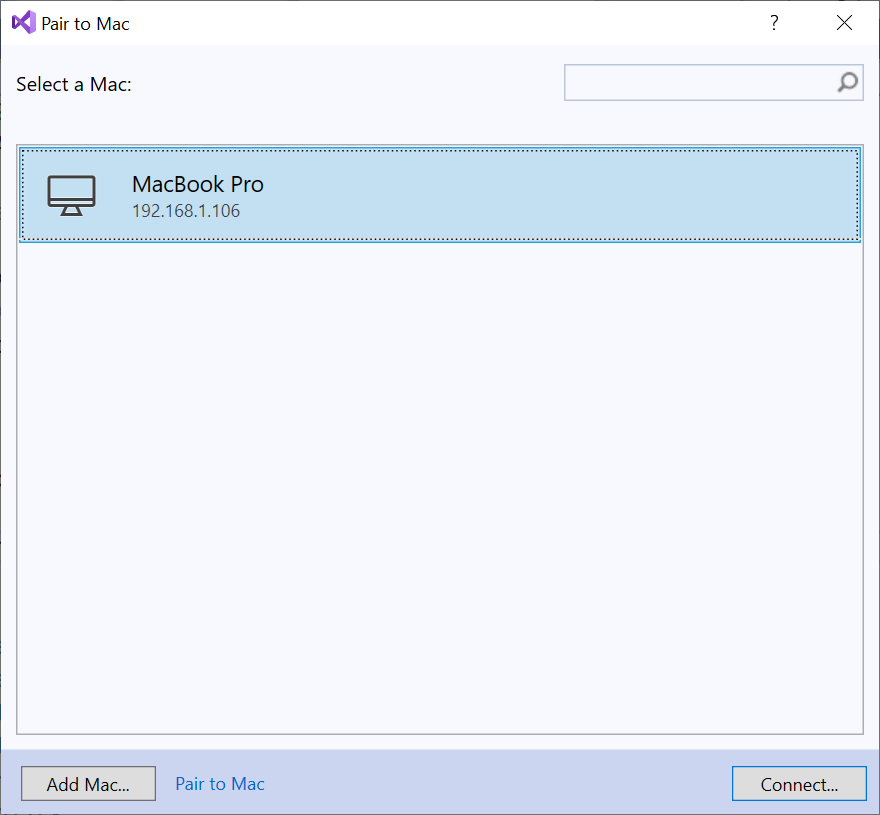 Pair to Mac
?
Select a Mac:
MacBook Pro
192.168.1.106
Add Mac...
Pair to Mac
Connect...